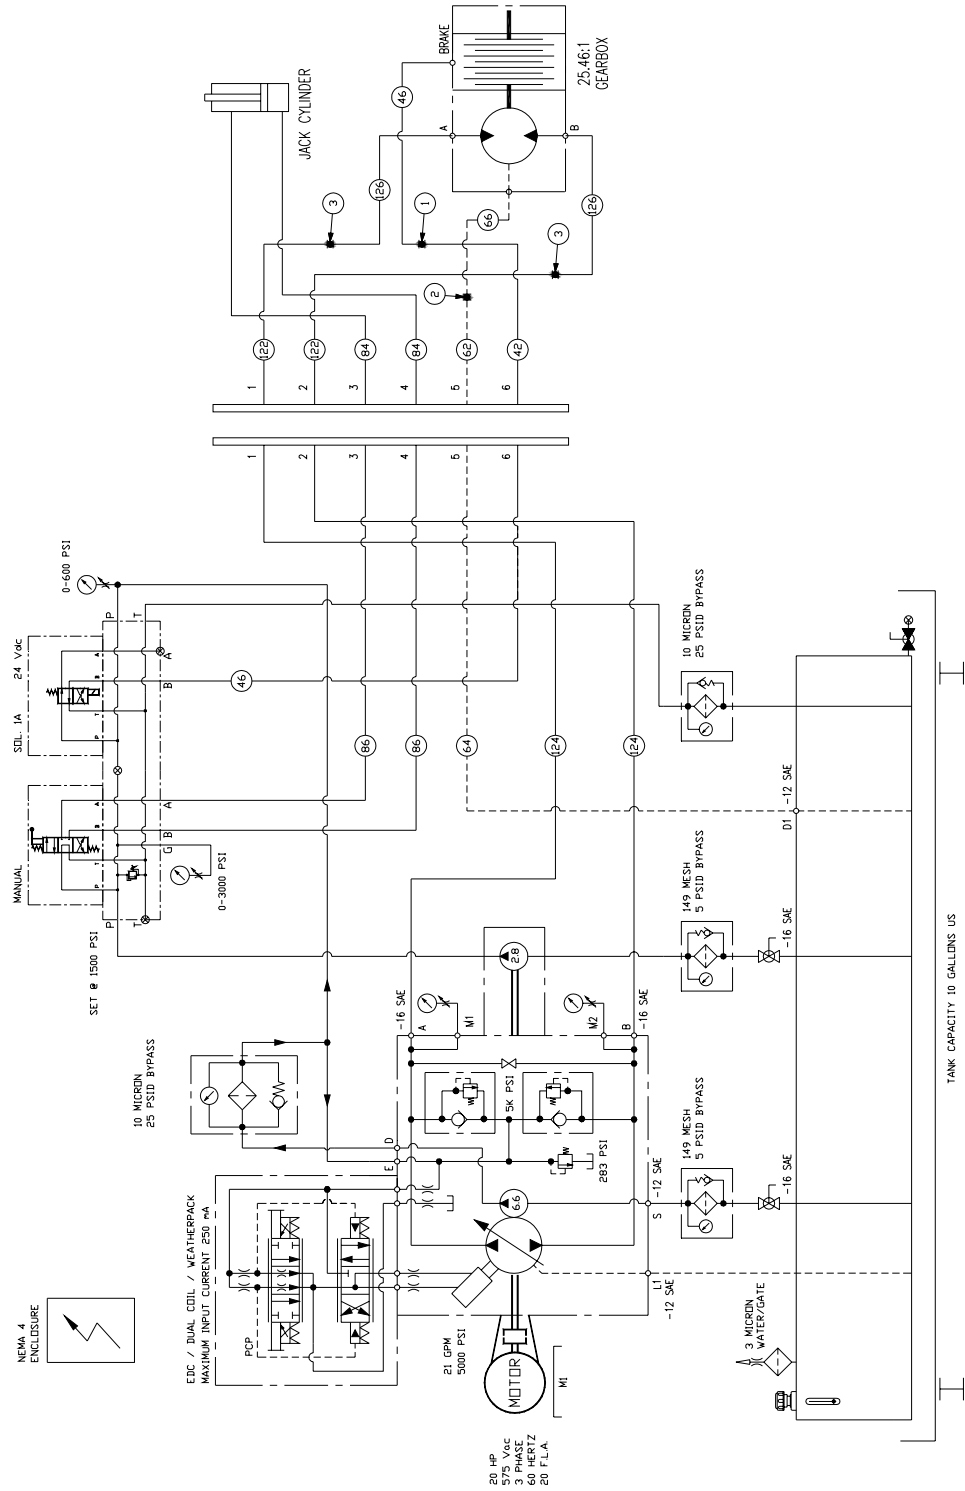 NEMA 4
ENCLOSURE
EDC / DUAL COIL / WEATHERPACK
MAXIMUM INPUT CURRENT 250 mA
PCP
21 GPM
5000 PSI
MOTOR
M1
20 HP
575 Vac
3 PHASE
60 HERTZ
20 F.L.A.
3 MICRON
WATER/GATE
10 MICRON
25 PSID BYPASS
E
D
)()(
)()(
)()(
)()(
)()(
6.6
283 PSI
5K PSI
S
-12 SAE
L1
-12 SAE
149 MESH
5 PSID BYPASS
-16 SAE
-16 SAE
A
M1
M2
B
-16 SAE
2.8
149 MESH
5 PSID BYPASS
-16 SAE
D1
-12 SAE
TANK CAPACITY 10 GALLONS US
10 MICRON
25 PSID BYPASS
SET @ 1500 PSI
MANUAL
P
T
P
T
B
A
G
B
A
0-3000 PSI
SOL. 1A
24 Vdc
P
T
B
A
B
A
P
T
0-600 PSI
46
86
86
64
124
124
1
2
3
4
5
6
1
2
3
4
5
6
122
122
84
84
62
42
3
1
2
3
126
46
66
126
JACK CYLINDER
BRAKE
A
B
25.46:1
GEARBOX